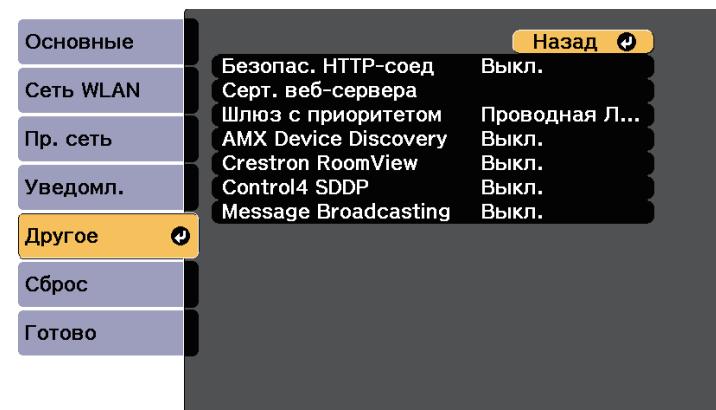 Основные
Сеть WLAN
Пр. сеть
Уведомл.
Другое
Сброс
Готово
Назад
Безопас. HTTP-соед Выкл.
Серт. веб-сервера
Шлюз с приоритетом Проводная Л...
AMX Device Discovery Выкл.
Crestron RoomView Выкл.
Control4 SDDP Выкл.
Message Broadcasting Выкл.